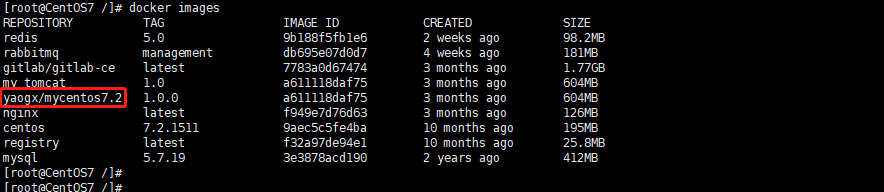 [root@CentOS7 /]# docker images
REPOSITORY TAG IMAGE ID CREATED SIZE
redis 5.0 9b188f5fb1e6 2 weeks ago 98.2MB
rabbitmq management db695e07d0d7 4 weeks ago 181MB
gitlab/gitlab-ce latest 7783a0d67474 3 months ago 1.77GB
my_tomcat 1.0 a611118daf75 3 months ago 604MB
yaogx/mycentos7.2 1.0.0 a611118daf75 3 months ago 604MB
nginx latest f949e7d76d63 3 months ago 126MB
centos 7.2.1511 9aec5c5fe4ba 10 months ago 195MB
registry latest f32a97de94e1 10 months ago 25.8MB
mysql 5.7.19 3e3878acd190 2 years ago 412MB
[root@CentOS7 /]#
[root@CentOS7 /]#